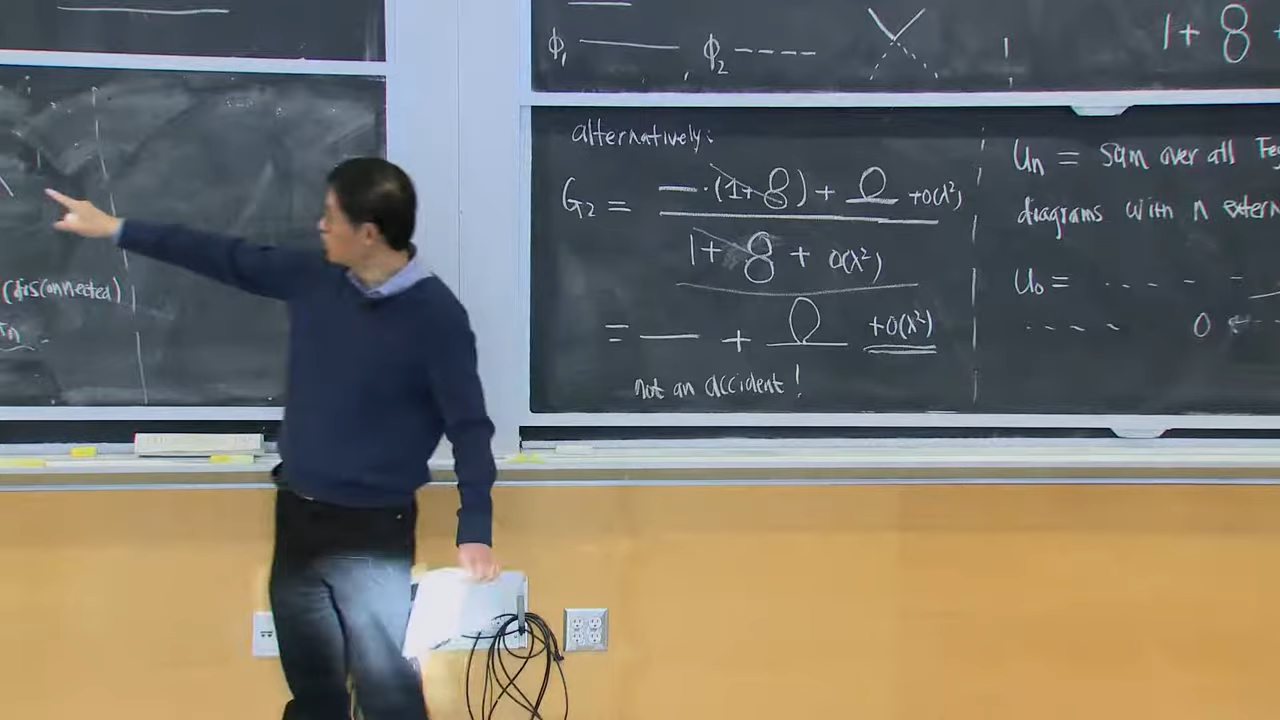 (disconnected)
ϕ₁ , ϕ₂
1+ 8 +
alternatively:
G₂ = — · (1+ 8) + +O(λ²)
1+ 8 + O(λ²)
= — + +O(λ²)
not an accident!
Uₙ = sum over all
diagrams with n extern
U₀ =
0